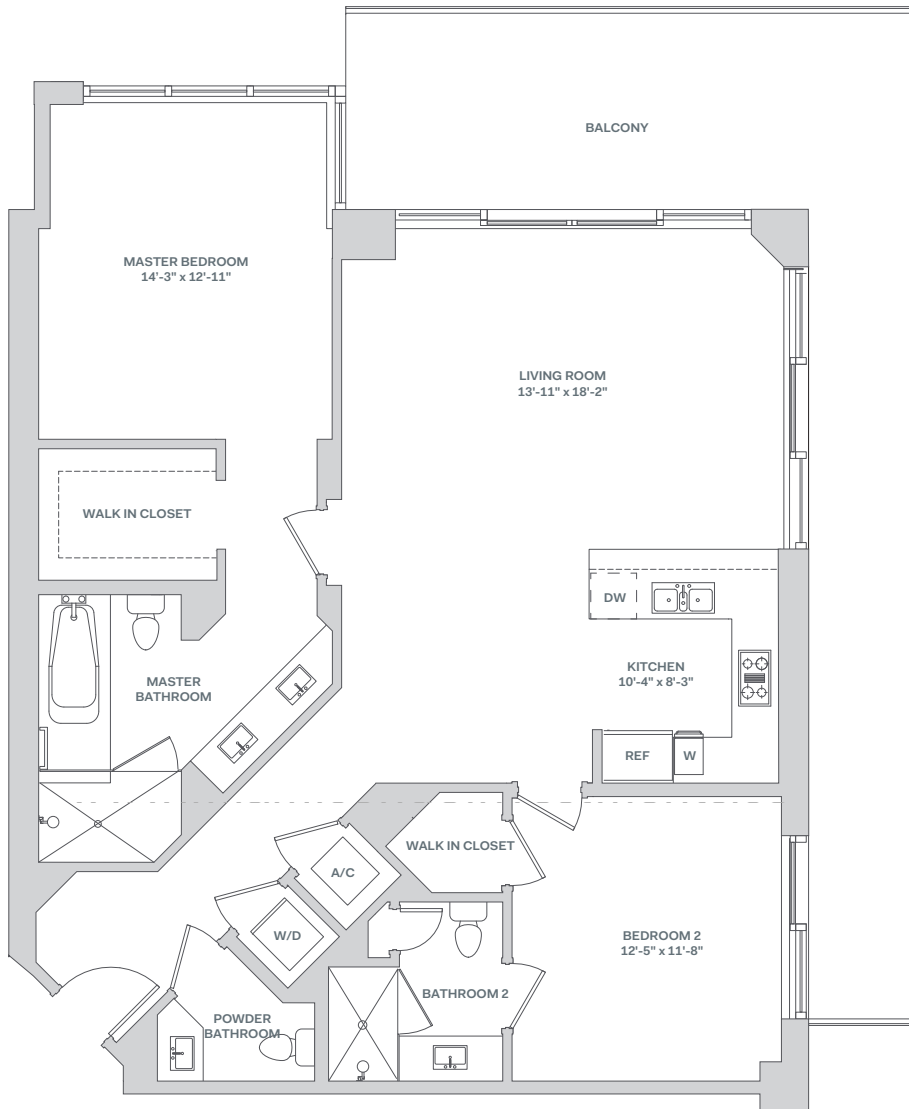 BALCONY
MASTER BEDROOM
14'-3" x 12'-11"
LIVING ROOM
13'-11" x 18'-2"
WALK IN CLOSET
DW
KITCHEN
10'-4" x 8'-3"
MASTER
BATHROOM
REF
W
WALK IN CLOSET
A/C
W/D
BEDROOM 2
12'-5" x 11'-8"
BATHROOM 2
POWDER
BATHROOM